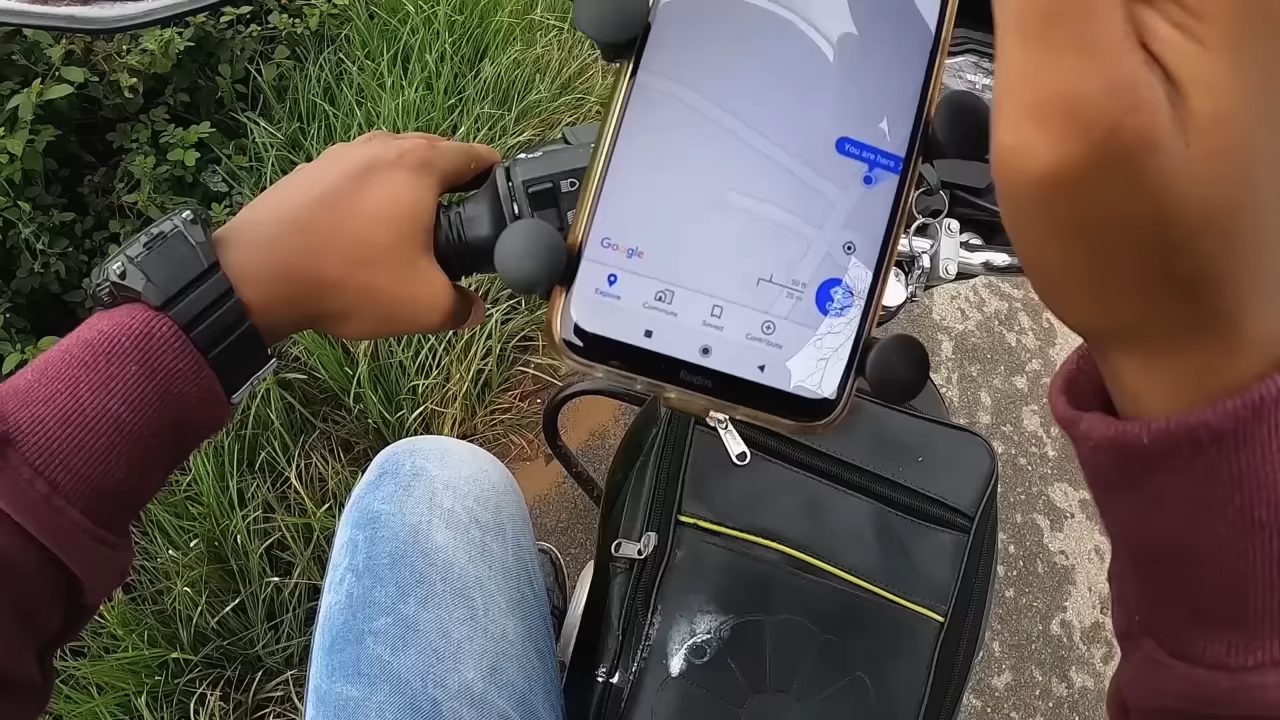 You are here
Google
50 ft
20 m
Explore
Commute
Saved
Contribute
Redmi